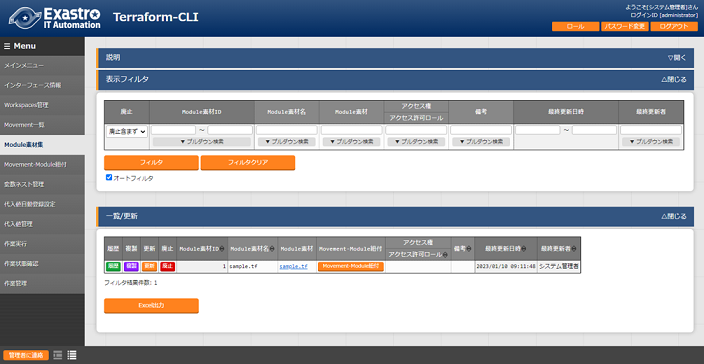 Exastro
IT Automation
Terraform-CLI
ようこそ[システム管理者]さん
ログインID [administrator]
ロール
パスワード変更
ログアウト
Menu
メインメニュー
インターフェース情報
Workspaces管理
Movement一覧
Module素材集
Movement-Module紐付
変数ネスト管理
代入値自動登録設定
代入値管理
作業実行
作業状態確認
作業管理
説明
▽開く
表示フィルタ
△閉じる
廃止 Module素材ID Module素材名 Module素材 アクセス権 備考 最終更新日時 最終更新者
アクセス許可ロール
廃止含まず ～ ～
▼ プルダウン検索 ▼ プルダウン検索 ▼ プルダウン検索 ▼ プルダウン検索 ▼ プルダウン検索 ▼ プルダウン検索
フィルタ
フィルタクリア
オートフィルタ
一覧/更新
△閉じる
履歴 複製 更新 廃止 Module素材ID Module素材名 Module素材 Movement-Module紐付 アクセス権 備考 最終更新日時 最終更新者
アクセス許可ロール
履歴 複製 更新 廃止 1 sample.tf sample.tf Movement-Module紐付 2023/01/10 09:11:48 システム管理者
フィルタ結果件数: 1
Excel出力
管理者に連絡